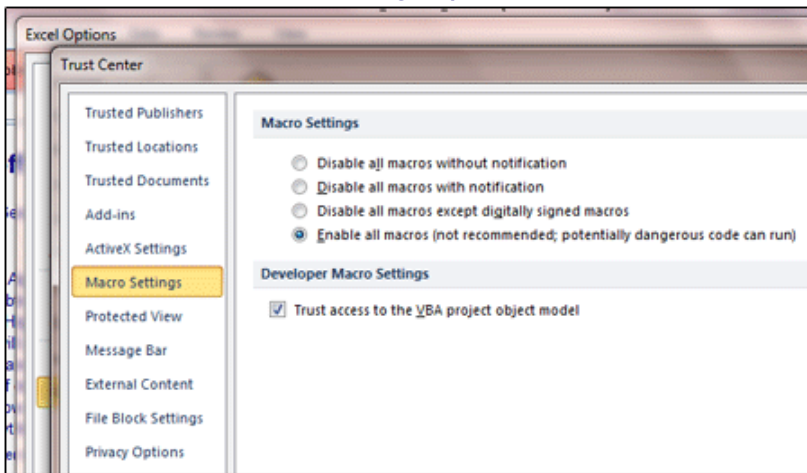 Excel Options
Trust Center
Trusted Publishers
Trusted Locations
Trusted Documents
Add-ins
ActiveX Settings
Macro Settings
Protected View
Message Bar
External Content
File Block Settings
Privacy Options
Macro Settings
Disable all macros without notification
Disable all macros with notification
Disable all macros except digitally signed macros
Enable all macros (not recommended; potentially dangerous code can run)
Developer Macro Settings
Trust access to the VBA project object model